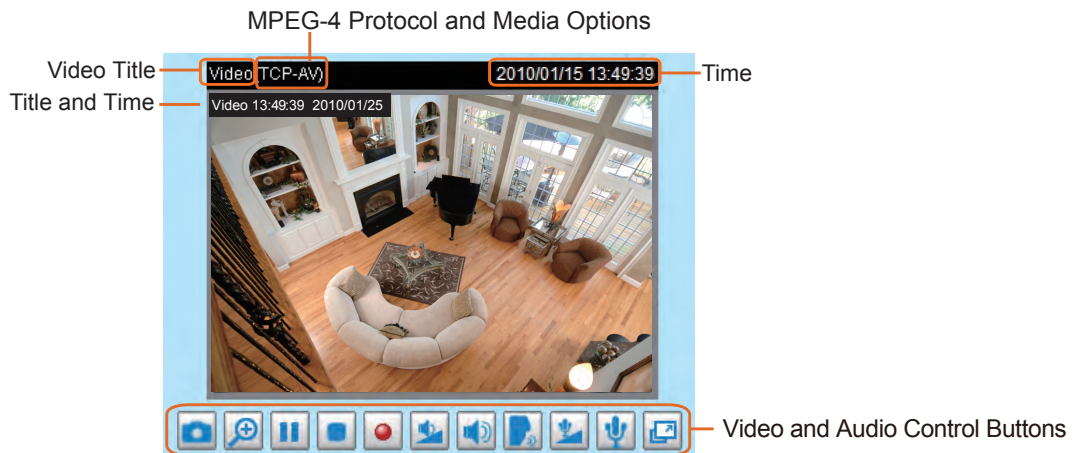 MPEG-4 Protocol and Media Options
Video Title
Video(TCP-AV)
2010/01/15 13:49:39
Time
Title and Time
Video 13:49:39 2010/01/25
Video and Audio Control Buttons